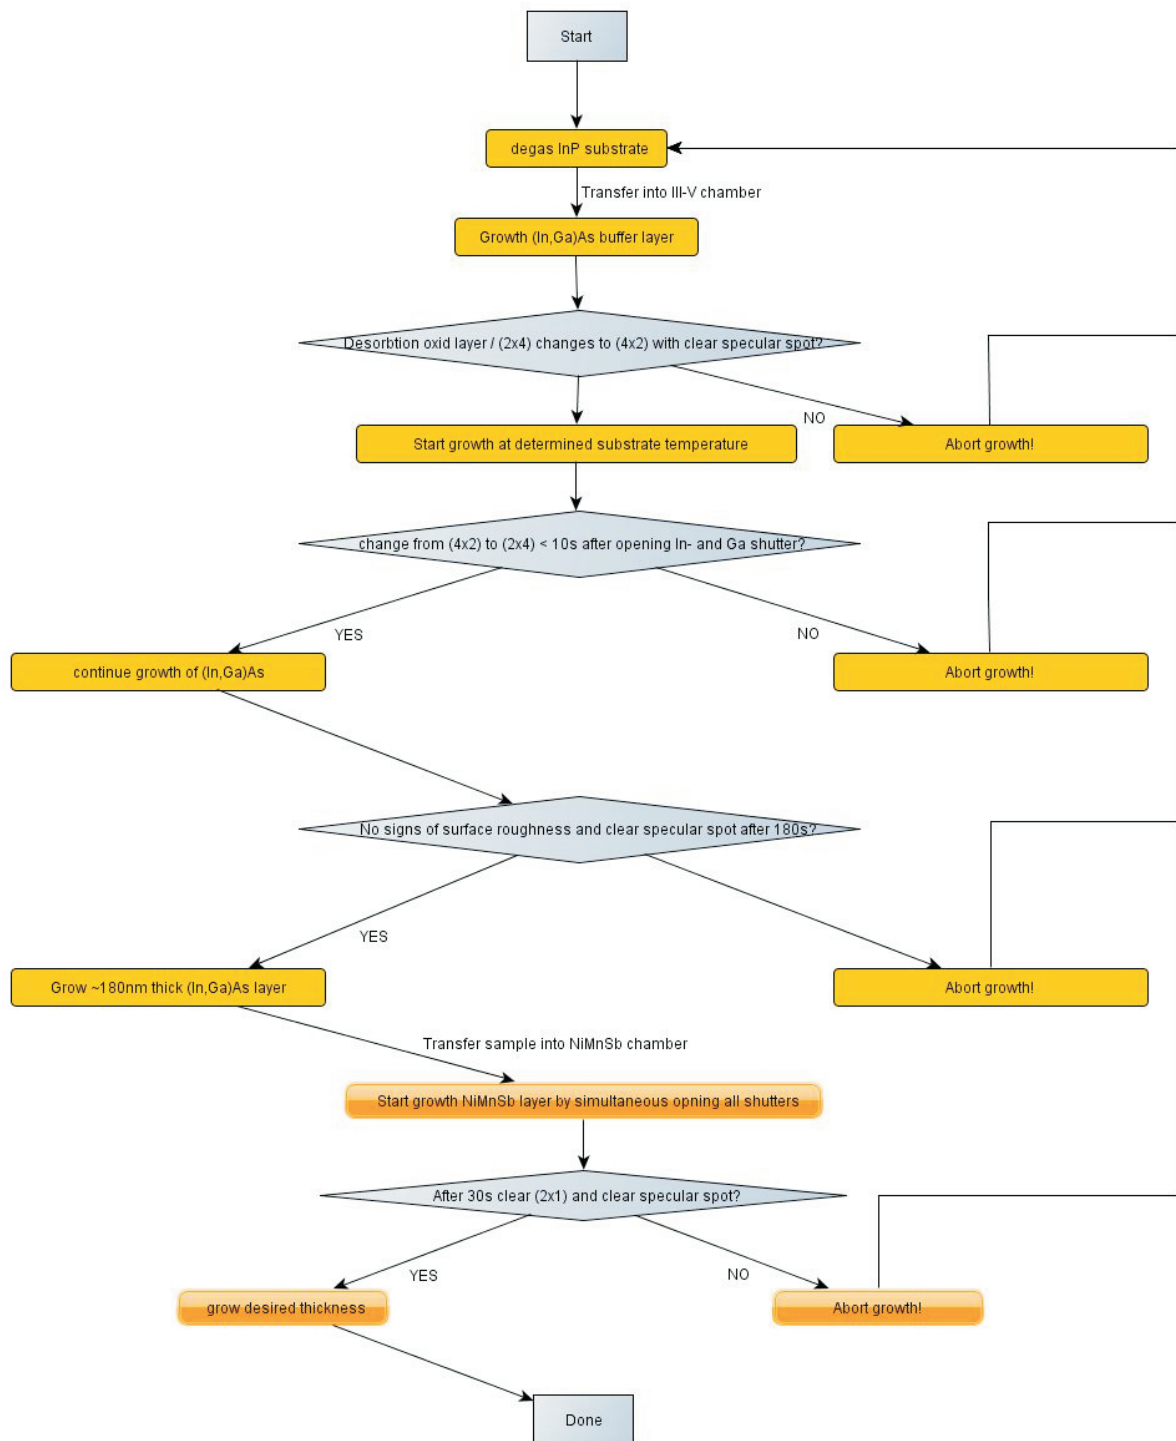 Start
degas InP substrate
Transfer into III-V chamber
Growth (In,Ga)As buffer layer
Desorbtion oxid layer / (2x4) changes to (4x2) with clear specular spot?
NO
Start growth at determined substrate temperature
Abort growth!
change from (4x2) to (2x4) < 10s after opening In- and Ga shutter?
YES
NO
continue growth of (In,Ga)As
Abort growth!
No signs of surface roughness and clear specular spot after 180s?
YES
Grow ~180nm thick (In,Ga)As layer
Abort growth!
Transfer sample into NiMnSb chamber
Start growth NiMnSb layer by simultaneous opning all shutters
After 30s clear (2x1) and clear specular spot?
YES
NO
grow desired thickness
Abort growth!
Done